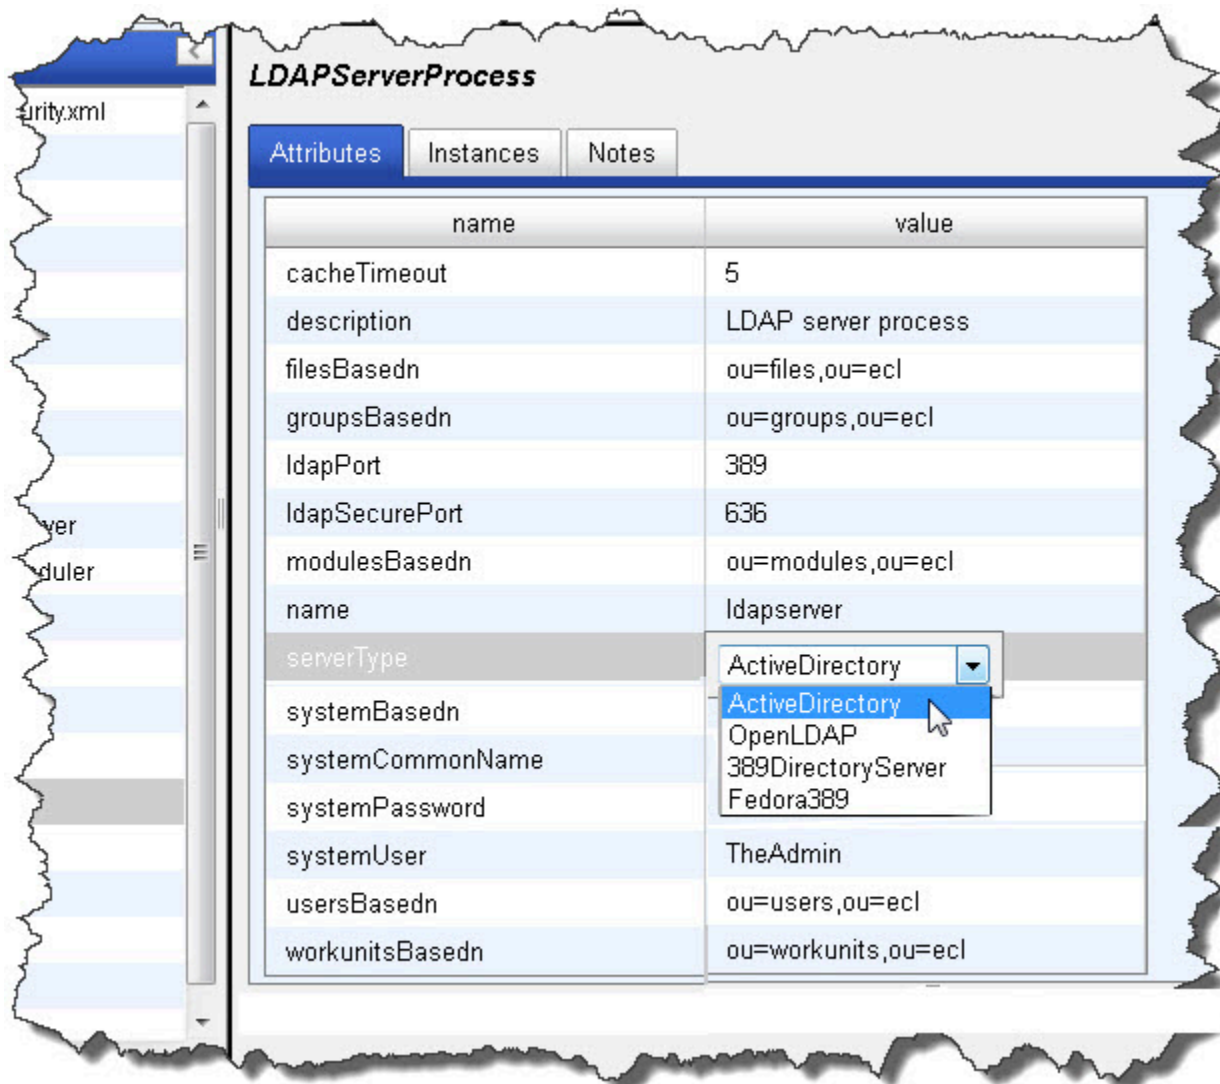 LDAPServerProcess
urity.xml
Attributes Instances Notes
name value
cacheTimeout 5
description LDAP server process
filesBasedn ou=files,ou=ecl
groupsBasedn ou=groups,ou=ecl
ldapPort 389
ldapSecurePort 636
ver
modulesBasedn ou=modules,ou=ecl
duler
name ldapserver
serverType ActiveDirectory
systemBasedn ActiveDirectory
OpenLDAP
systemCommonName 389DirectoryServer
systemPassword Fedora389
systemUser TheAdmin
usersBasedn ou=users,ou=ecl
workunitsBasedn ou=workunits,ou=ecl